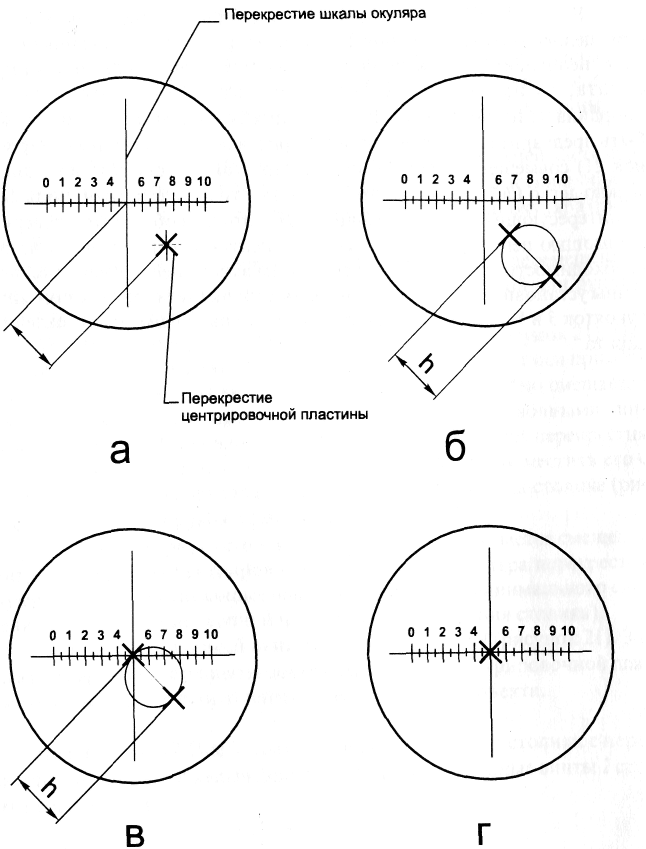 Перекрестие шкалы окуляра
0 1 2 3 4 6 7 8 9 10
0 1 2 3 4 6 7 8 9 10
h
Перекрестие
центрировочной пластины
а
б
0 1 2 3 4 6 7 8 9 10
0 1 2 3 4 6 7 8 9 10
h
в
г